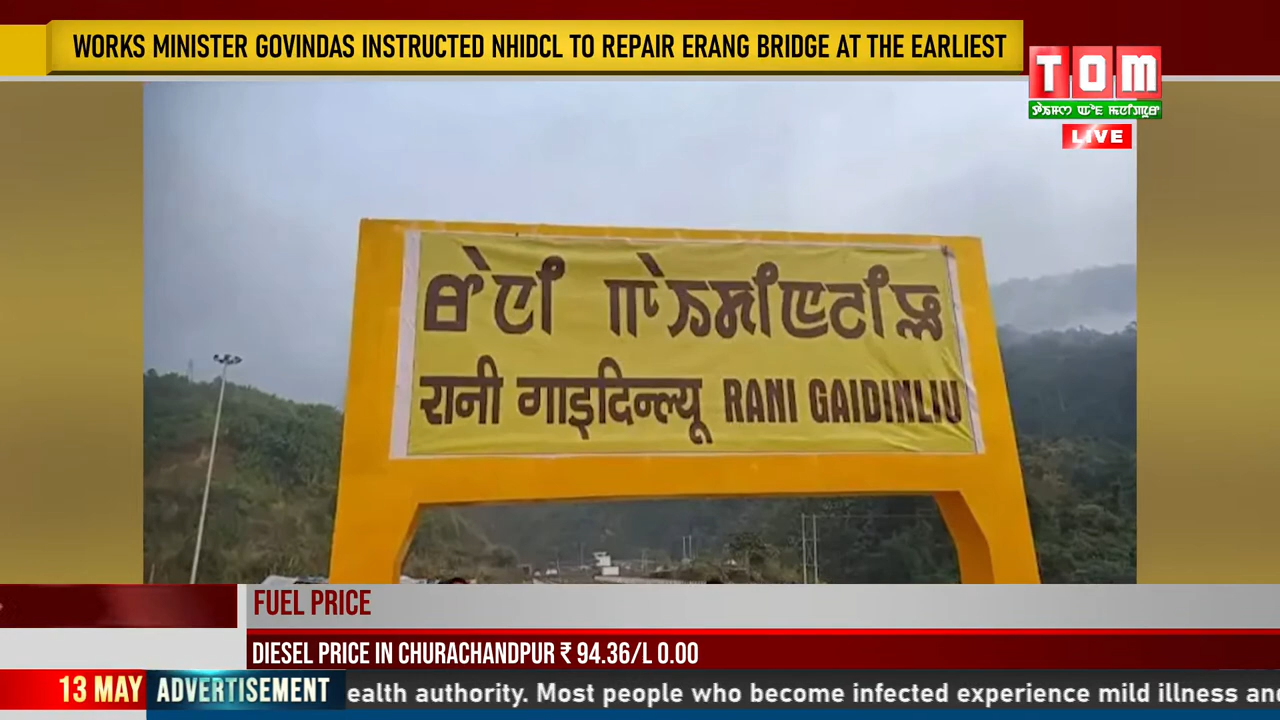 WORKS MINISTER GOVINDAS INSTRUCTED NHIDCL TO REPAIR ERANG BRIDGE AT THE EARLIEST
TOM
LIVE
ꯔꯥꯅꯤ ꯒꯥꯏꯗꯤꯟꯂꯤꯎ
रानी गाइदिन्ल्यू RANI GAIDINLIU
FUEL PRICE
DIESEL PRICE IN CHURACHANDPUR ₹ 94.36/L 0.00
13 MAY ADVERTISEMENT ealth authority. Most people who become infected experience mild illness and